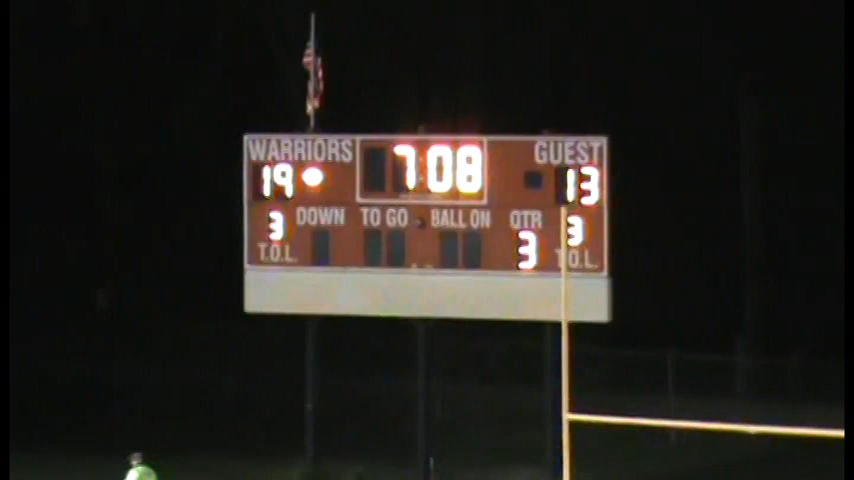 WARRIORS 7:08 GUEST
19 13
3 DOWN TO GO BALL ON QTR 3
T.O.L. 3 T.O.L.